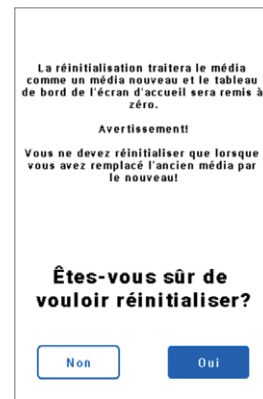 La réinitialisation traitera le média
comme un média nouveau et le tableau
de bord de l'écran d'accueil sera remis à
zéro.
Avertissement!
Vous ne devez réinitialiser que lorsque
vous avez remplacé l'ancien média par
le nouveau!
Êtes-vous sûr de
vouloir réinitialiser?
Non
Oui